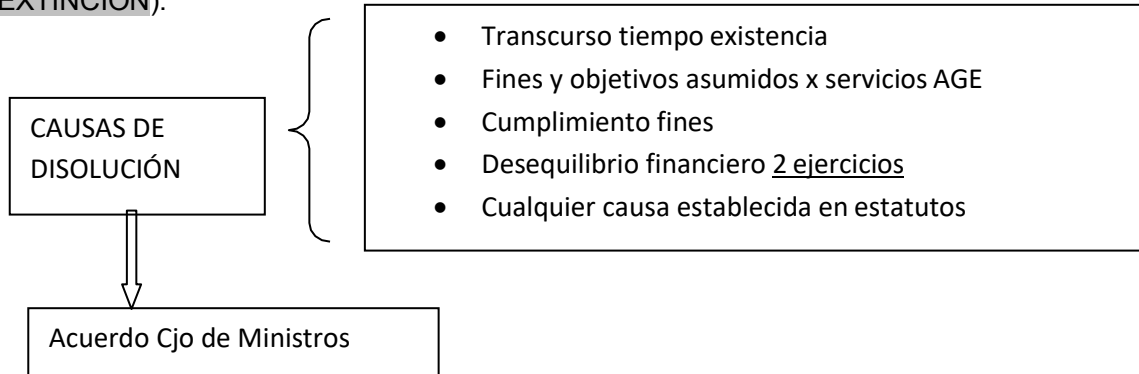 EXTINCIÓN).
CAUSAS DE
DISOLUCIÓN
• Transcurso tiempo existencia
• Fines y objetivos asumidos x servicios AGE
• Cumplimiento fines
• Desequilibrio financiero 2 ejercicios
• Cualquier causa establecida en estatutos
Acuerdo Cjo de Ministros